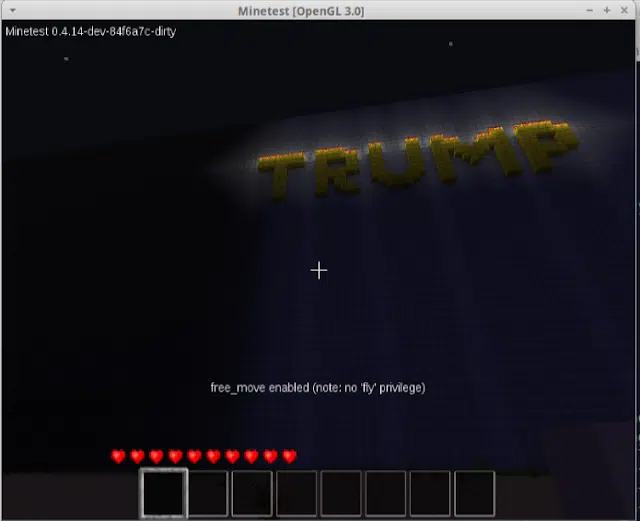 Minetest [OpenGL 3.0]
Minetest 0.4.14-dev-84f6a7c-dirty
TRUMP
free_move enabled (note: no 'fly' privilege)